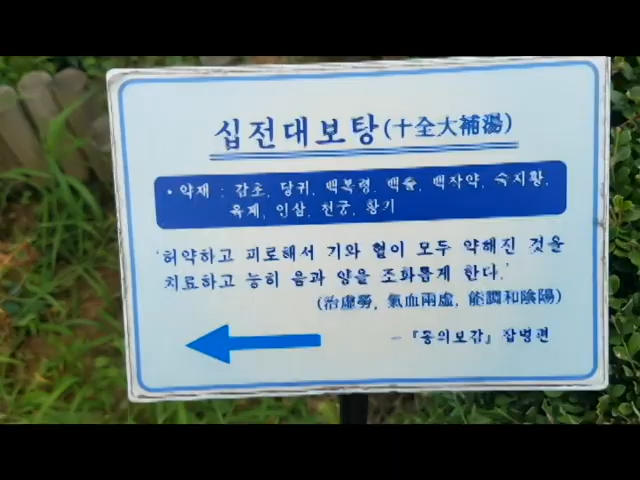 십전대보탕(十全大補湯)
• 약재 : 감초, 당귀, 백복령, 백출, 백작약, 숙지황,
육계, 인삼, 천궁, 황기
'허약하고 피로해서 기와 혈이 모두 약해진 것을
치료하고 능히 음과 양을 조화롭게 한다.'
(治虛勞, 氣血兩虛, 能調和陰陽)
- 『동의보감』 잡병편